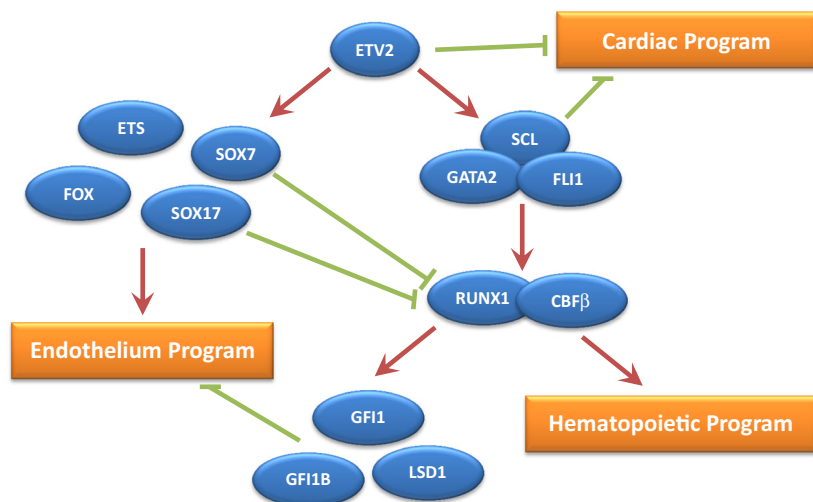 ETV2
Cardiac Program
ETS
SOX7
SCL
GATA2
FLI1
FOX
SOX17
RUNX1
CBFβ
Endothelium Program
GFI1
Hematopoietic Program
GFI1B
LSD1